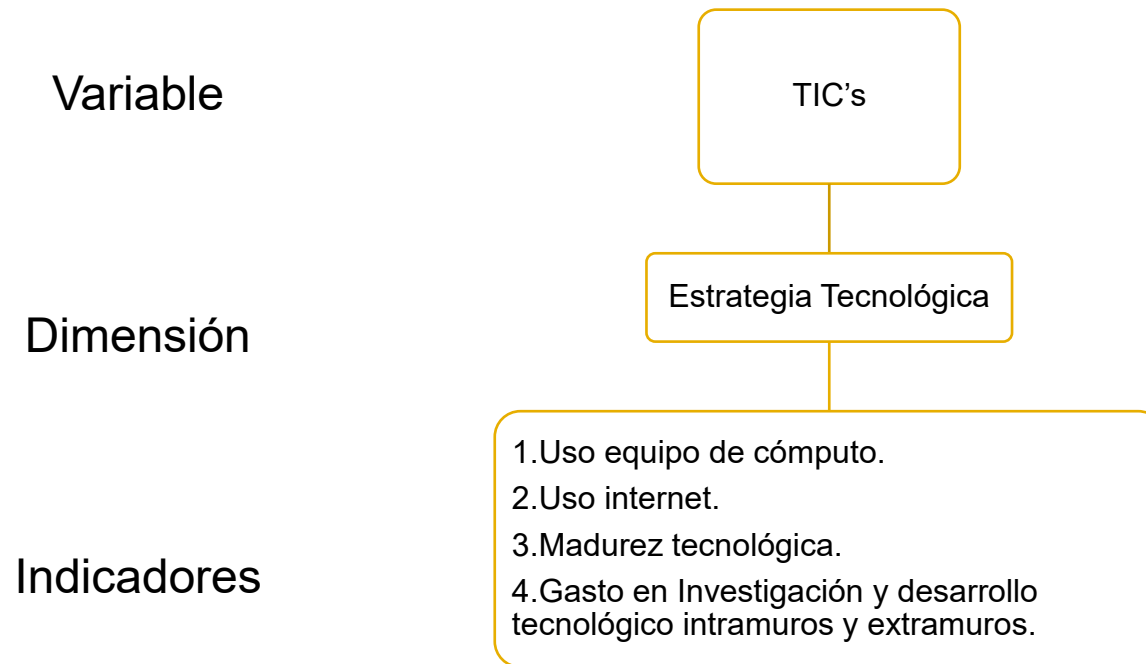 Variable
TIC’s
Dimensión
Estrategia Tecnológica
Indicadores
1.Uso equipo de cómputo.
2.Uso internet.
3.Madurez tecnológica.
4.Gasto en Investigación y desarrollo
tecnológico intramuros y extramuros.